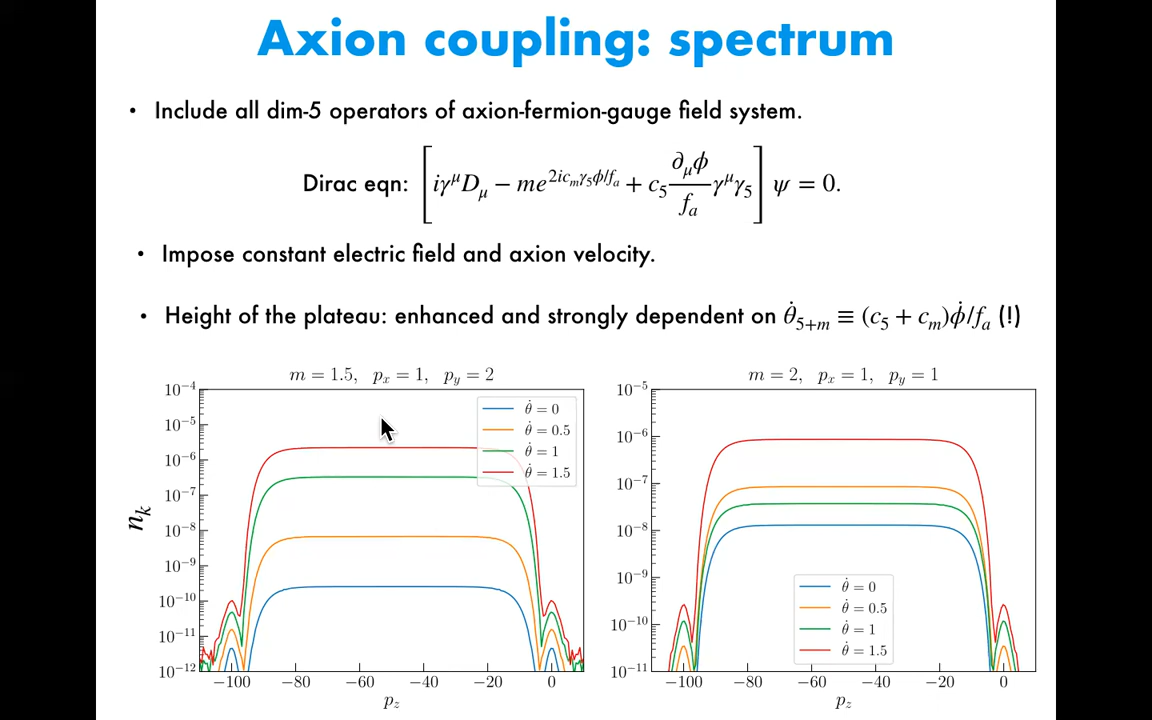 Axion coupling: spectrum
• Include all dim-5 operators of axion-fermion-gauge field system.
Dirac eqn: [iγ^μ D_μ − me^{2ic_mγ_5ϕ/f_a} + c_5 ∂_μϕ/f_a γ^μγ_5] ψ = 0.
• Impose constant electric field and axion velocity.
• Height of the plateau: enhanced and strongly dependent on θ̇_{5+m} ≡ (c_5 + c_m)ϕ̇/f_a (!)
m = 1.5, p_x = 1, p_y = 2
10^{-4}
10^{-5}
10^{-6}
10^{-7}
10^{-8}
10^{-9}
10^{-10}
10^{-11}
10^{-12}
n_k
θ̇ = 0
θ̇ = 0.5
θ̇ = 1
θ̇ = 1.5
−100 −80 −60 −40 −20 0
p_z
m = 2, p_x = 1, p_y = 1
10^{-5}
10^{-6}
10^{-7}
10^{-8}
10^{-9}
10^{-10}
10^{-11}
θ̇ = 0
θ̇ = 0.5
θ̇ = 1
θ̇ = 1.5
−100 −80 −60 −40 −20 0
p_z